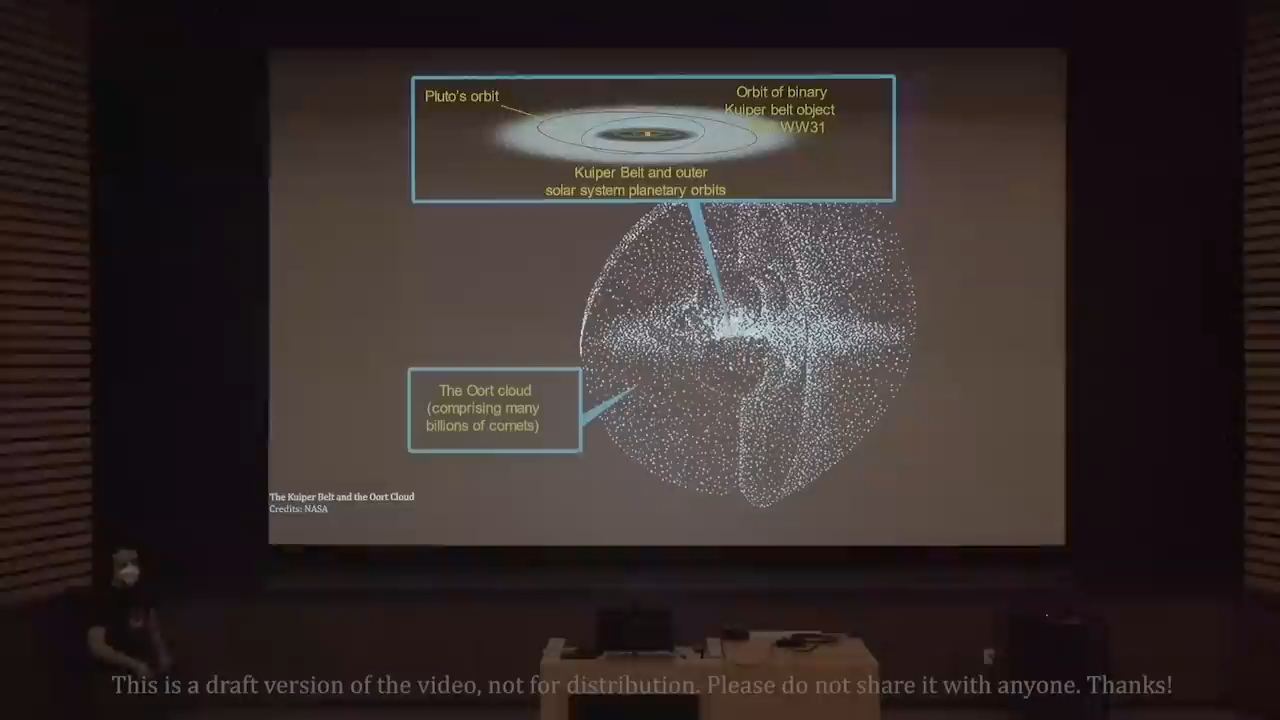 Pluto's orbit
Orbit of binary
Kuiper belt object
WW31
Kuiper Belt and outer
solar system planetary orbits
The Oort cloud
(comprising many
billions of comets)
The Kuiper Belt and the Oort Cloud
Credits: NASA
This is a draft version of the video, not for distribution. Please do not share it with anyone. Thanks!